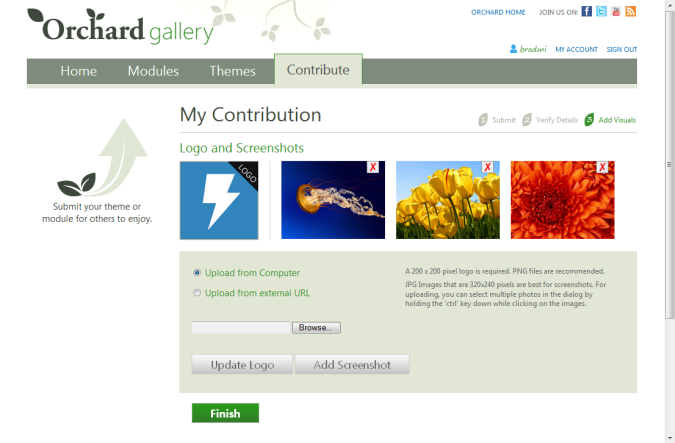 Orchard gallery
ORCHARD HOME JOIN US ON:
bradwi MY ACCOUNT SIGN OUT
Home Modules Themes Contribute
My Contribution
1 Submit 2 Verify Details 3 Add Visuals
Logo and Screenshots
LOGO
X X X
Submit your theme or
module for others to enjoy.
Upload from Computer
Upload from external URL
A 200 x 200 pixel logo is required. PNG files are recommended.
JPG Images that are 320x240 pixels are best for screenshots. For
uploading, you can select multiple photos in the dialog by
holding the 'ctrl' key down while clicking on the images.
Browse...
Update Logo Add Screenshot
Finish